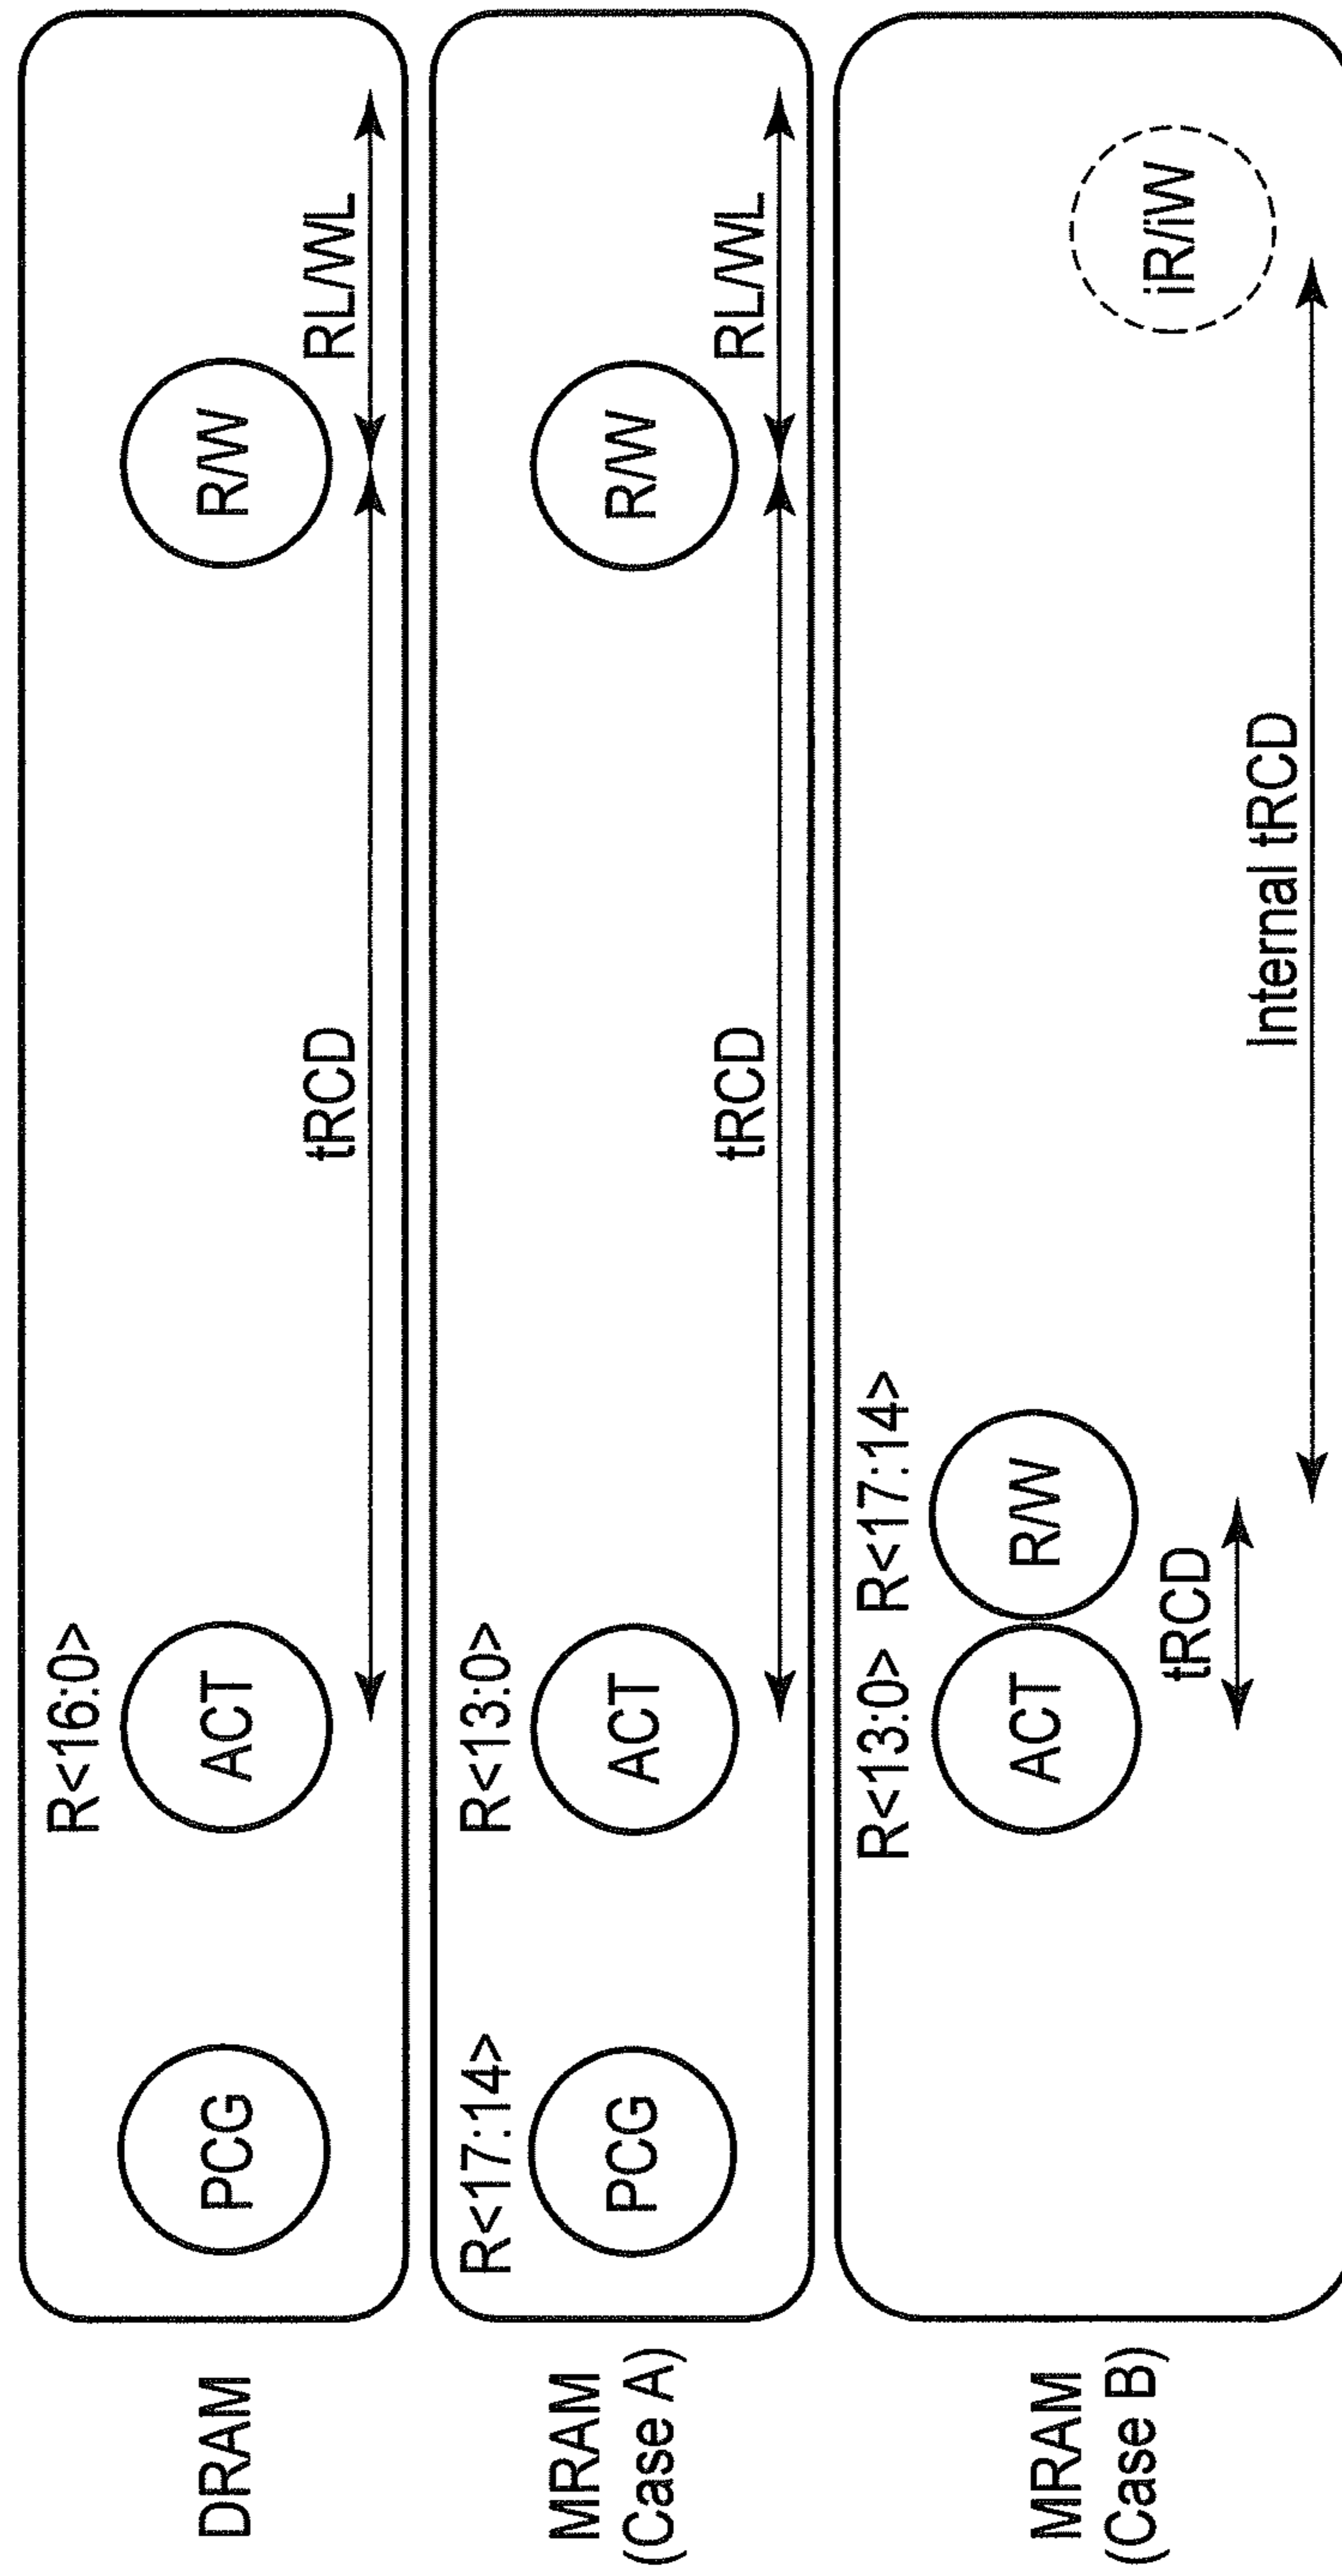 DRAM
R<16:0>
PCG
ACT
R/W
tRCD
RL/WL
MRAM
(Case A)
R<17:14>
R<13:0>
PCG
ACT
R/W
tRCD
RL/WL
MRAM
(Case B)
R<13:0> R<17:14>
ACT
R/W
iR/iW
tRCD
Internal tRCD